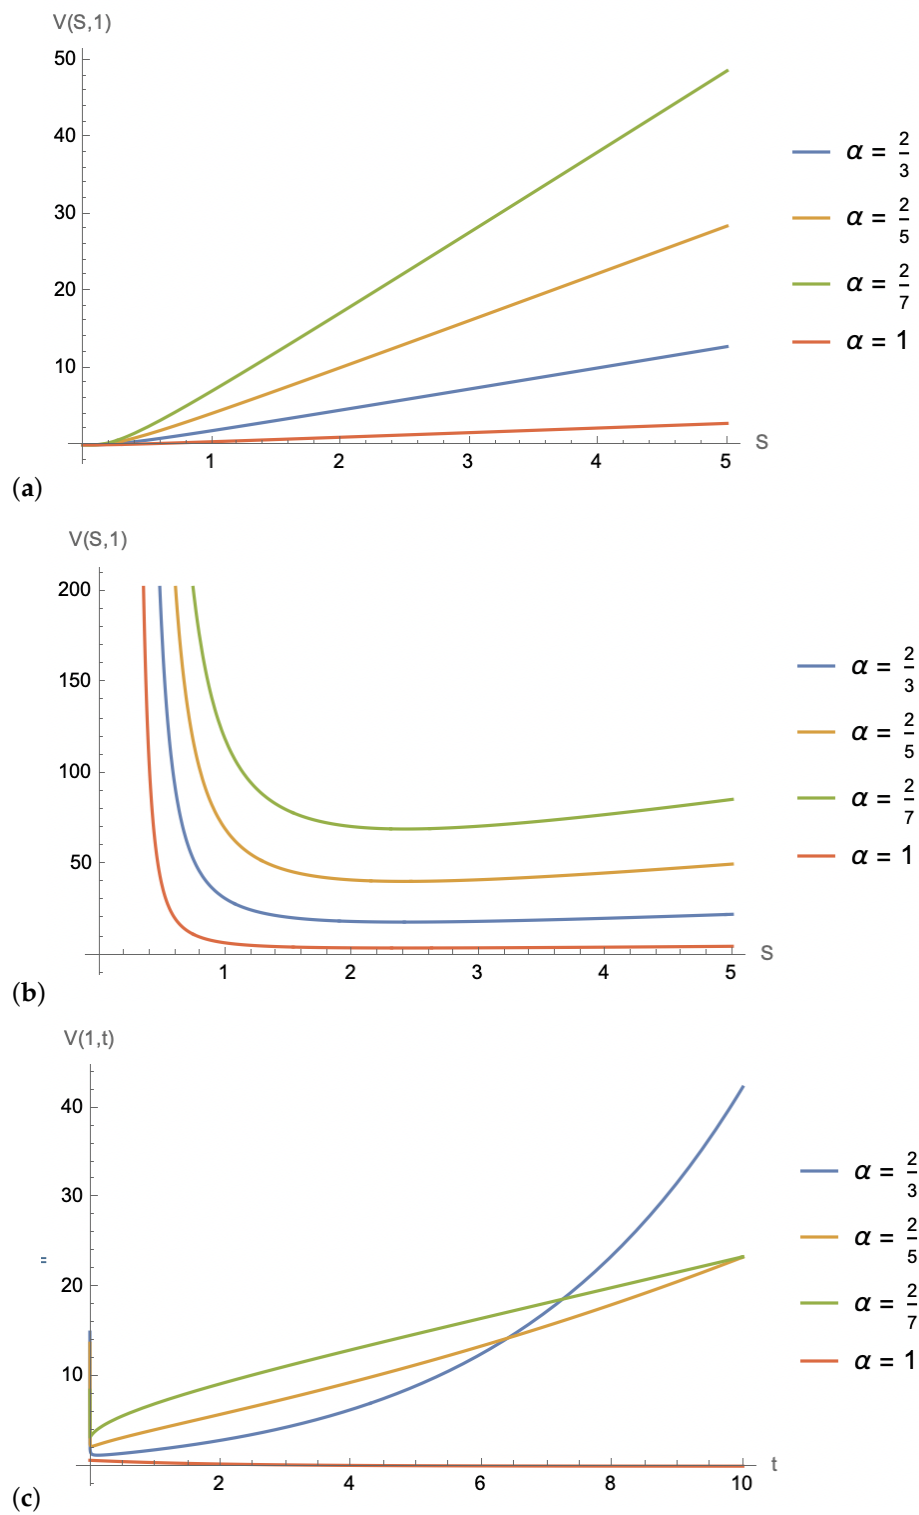 V(S,1)
50
40
30
20
10
1 2 3 4 5 S
α = 2/3
α = 2/5
α = 2/7
α = 1
(a)
V(S,1)
200
150
100
50
1 2 3 4 5 S
α = 2/3
α = 2/5
α = 2/7
α = 1
(b)
V(1,t)
40
30
20
10
2 4 6 8 10 t
α = 2/3
α = 2/5
α = 2/7
α = 1
(c)